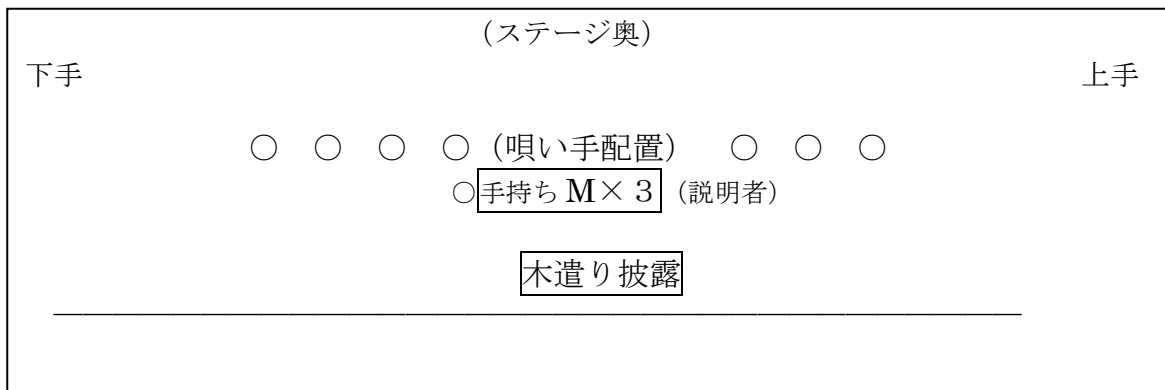 （ステージ奥）
下手 上手
○ ○ ○ ○（唄い手配置） ○ ○ ○
○手持ちM×３（説明者）
木遣り披露